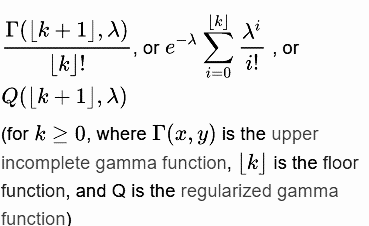 Γ(⌊k + 1⌋, λ) / ⌊k⌋! , or e^{−λ} ∑_{i=0}^{⌊k⌋} λ^i / i! , or
Q(⌊k + 1⌋, λ)
(for k ≥ 0, where Γ(x, y) is the upper
incomplete gamma function, ⌊k⌋ is the floor
function, and Q is the regularized gamma
function)